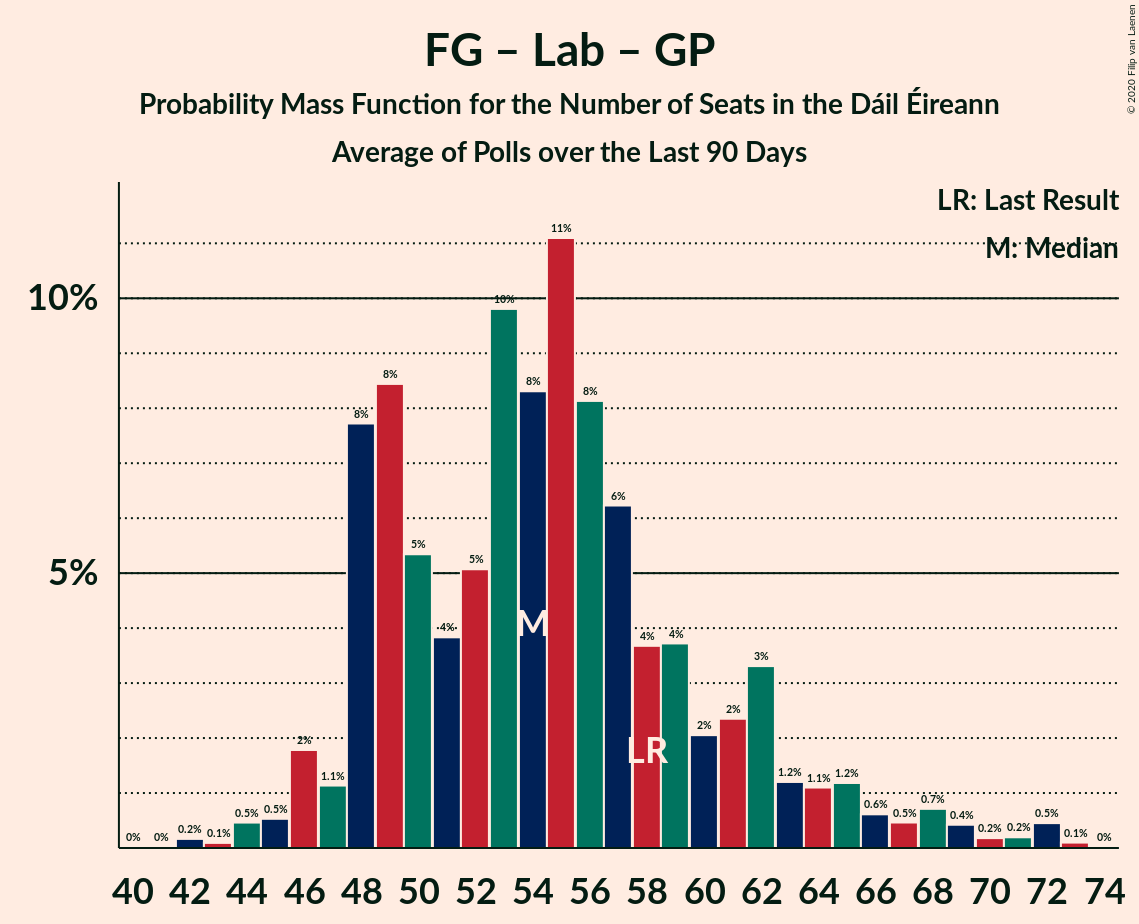 FG – Lab – GP
Probability Mass Function for the Number of Seats in the Dáil Éireann
Average of Polls over the Last 90 Days
© 2020 Filip van Laenen
LR: Last Result
M: Median
10%
5%
0% 0% 0.2% 0.1% 0.5% 0.5% 2% 1.1% 8% 8% 5% 4% 5% 10% 8% 11% 8% 6% 4% 4% 2% 2% 3% 1.2% 1.1% 1.2% 0.6% 0.5% 0.7% 0.4% 0.2% 0.2% 0.5% 0.1% 0%
M
LR
40 42 44 46 48 50 52 54 56 58 60 62 64 66 68 70 72 74